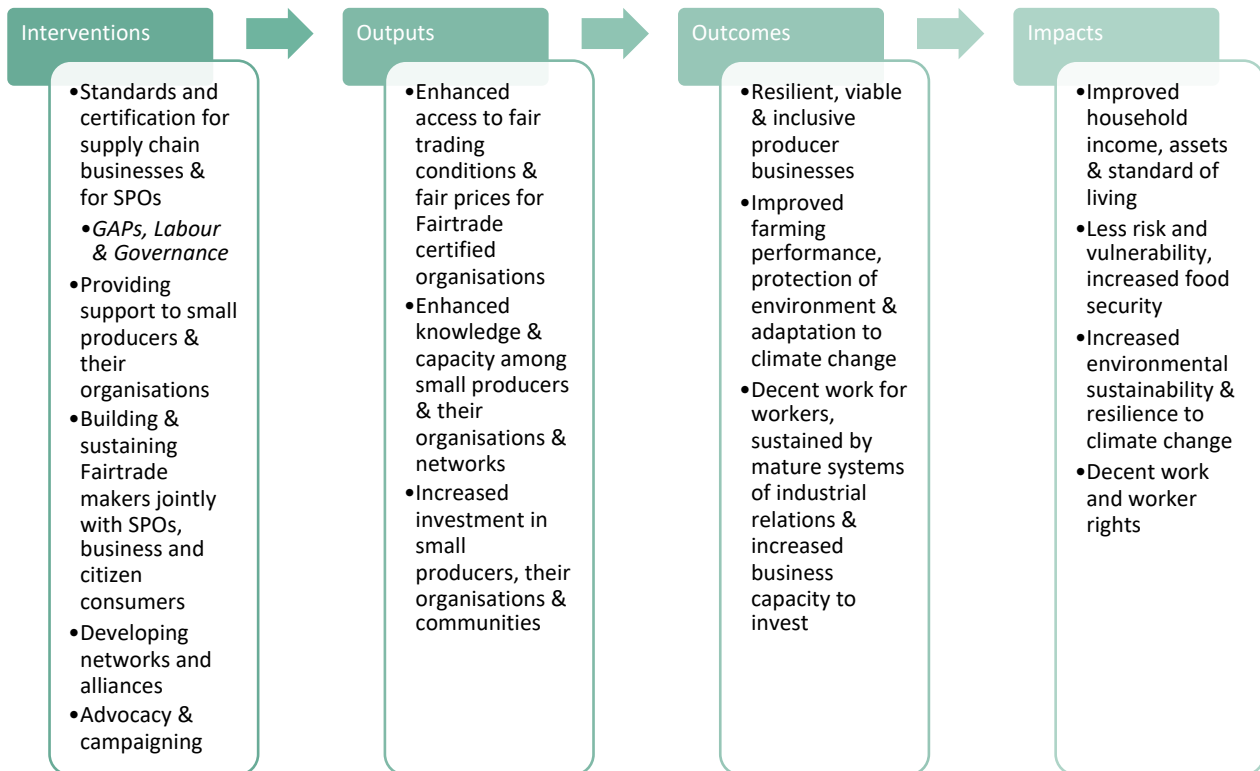 Interventions
•Standards and
certification for
supply chain
businesses &
for SPOs
•GAPs, Labour
& Governance
•Providing
support to small
producers &
their
organisations
•Building &
sustaining
Fairtrade
makers jointly
with SPOs,
business and
citizen
consumers
•Developing
networks and
alliances
•Advocacy &
campaigning
Outputs
•Enhanced
access to fair
trading
conditions &
fair prices for
Fairtrade
certified
organisations
•Enhanced
knowledge &
capacity among
small producers
& their
organisations &
networks
•Increased
investment in
small
producers, their
organisations &
communities
Outcomes
•Resilient, viable
& inclusive
producer
businesses
•Improved
farming
performance,
protection of
environment &
adaptation to
climate change
•Decent work for
workers,
sustained by
mature systems
of industrial
relations &
increased
business
capacity to
invest
Impacts
•Improved
household
income, assets
& standard of
living
•Less risk and
vulnerability,
increased food
security
•Increased
environmental
sustainability &
resilience to
climate change
•Decent work
and worker
rights